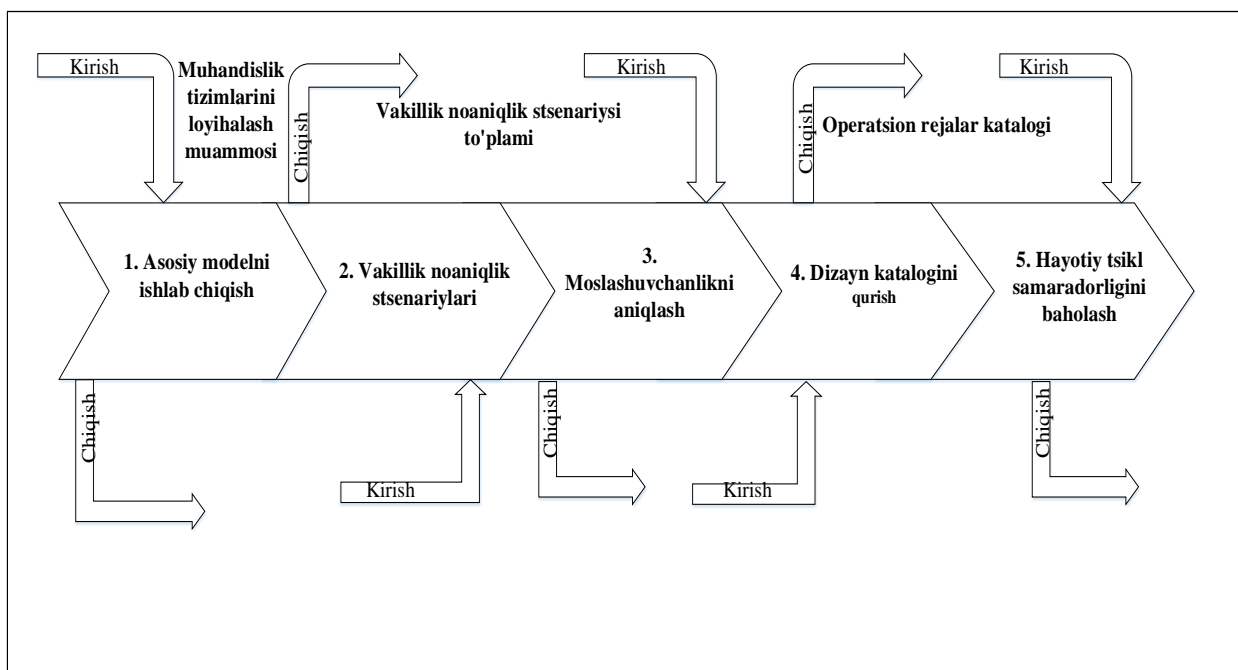 Kirish
Muhandislik
tizimlarini
loyihalash
muammosi
Chiqish
Vakillik noaniqlik stsenariysi
to'plami
Kirish
Chiqish
Operatsion rejalar katalogi
Kirish
1. Asosiy modelni
ishlab chiqish
2. Vakillik noaniqlik
stsenariylari
3.
Moslashuvchanlikni
aniqlash
4. Dizayn katalogini
qurish
5. Hayotiy tsikl
samaradorligini
baholash
Chiqish
Kirish
Chiqish
Kirish
Chiqish